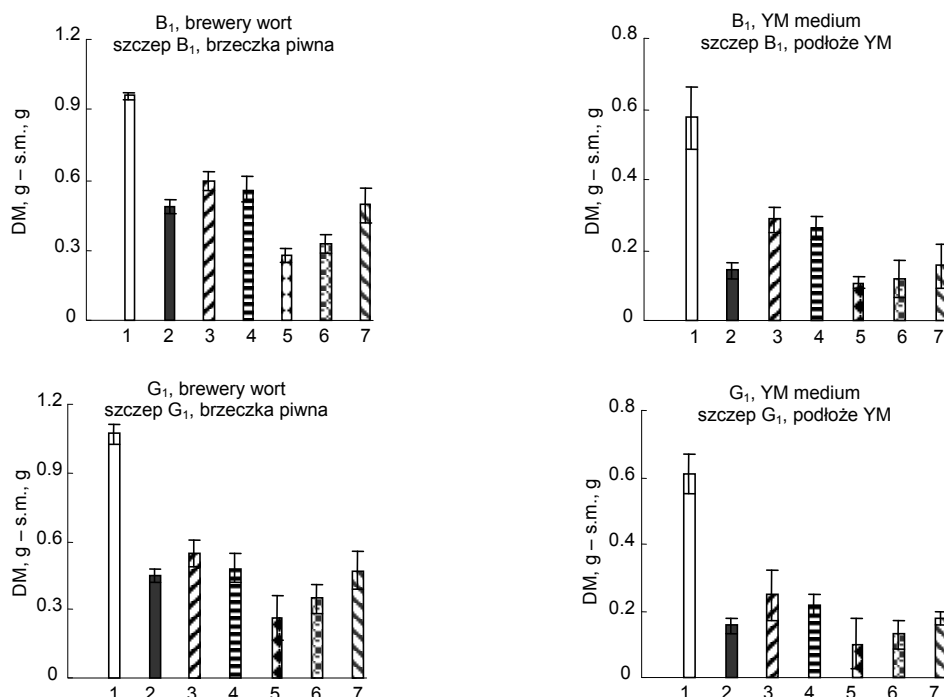 B₁, brewery wort
szczep B₁, brzeczka piwna
1.2
0.9
0.6
0.3
0
DM, g – s.m., g
1 2 3 4 5 6 7
B₁, YM medium
szczep B₁, podłoże YM
0.8
0.6
0.4
0.2
0
DM, g – s.m., g
1 2 3 4 5 6 7
G₁, brewery wort
szczep G₁, brzeczka piwna
1.2
0.9
0.6
0.3
0
DM, g – s.m., g
1 2 3 4 5 6 7
G₁, YM medium
szczep G₁, podłoże YM
0.8
0.6
0.4
0.2
0
DM, g – s.m., g
1 2 3 4 5 6 7